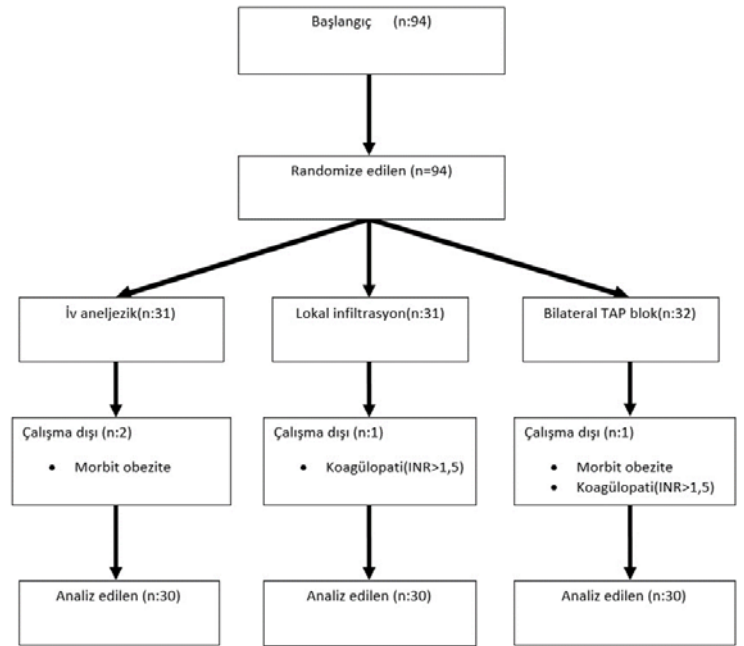 Başlangıç (n:94)
Randomize edilen (n=94)
İv aneljezik(n:31)
Lokal infiltrasyon(n:31)
Bilateral TAP blok(n:32)
Çalışma dışı (n:2)
• Morbit obezite
Çalışma dışı (n:1)
• Koagülopati(INR>1,5)
Çalışma dışı (n:1)
• Morbit obezite
• Koagülopati(INR>1,5)
Analiz edilen (n:30)
Analiz edilen (n:30)
Analiz edilen (n:30)